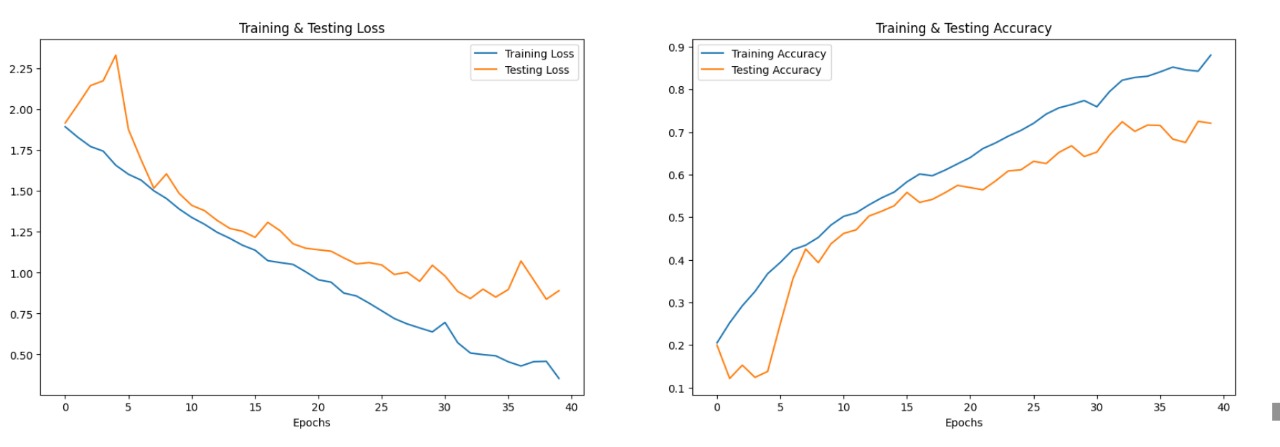 Training & Testing Loss
Training Loss
Testing Loss
2.25
2.00
1.75
1.50
1.25
1.00
0.75
0.50
0 5 10 15 20 25 30 35 40
Epochs
Training & Testing Accuracy
Training Accuracy
Testing Accuracy
0.9
0.8
0.7
0.6
0.5
0.4
0.3
0.2
0.1
0 5 10 15 20 25 30 35 40
Epochs